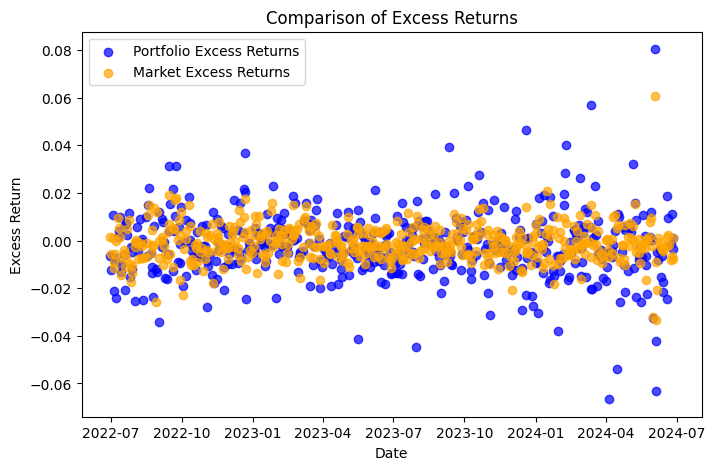 Comparison of Excess Returns
Portfolio Excess Returns
Market Excess Returns
Excess Return
0.08
0.06
0.04
0.02
0.00
−0.02
−0.04
−0.06
2022-07 2022-10 2023-01 2023-04 2023-07 2023-10 2024-01 2024-04 2024-07
Date